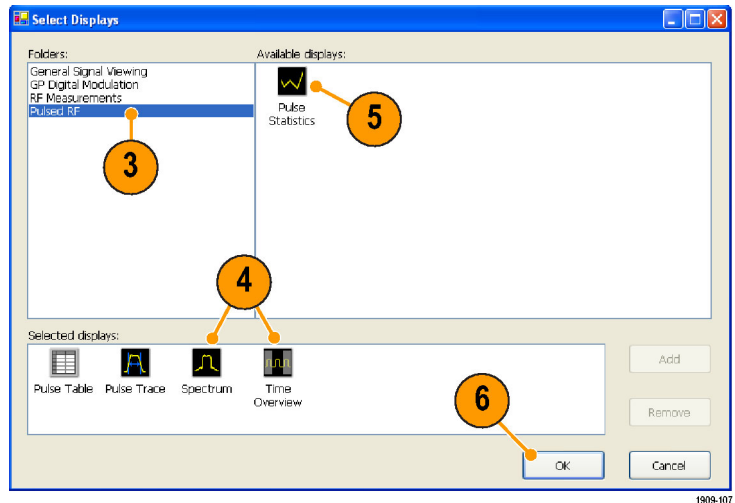 Select Displays
Folders:
Available displays:
General Signal Viewing
GP Digital Modulation
RF Measurements
Pulsed RF
3
Pulse
Statistics
5
4
Selected displays:
Pulse Table
Pulse Trace
Spectrum
Time
Overview
6
Add
Remove
OK
Cancel
1909-107